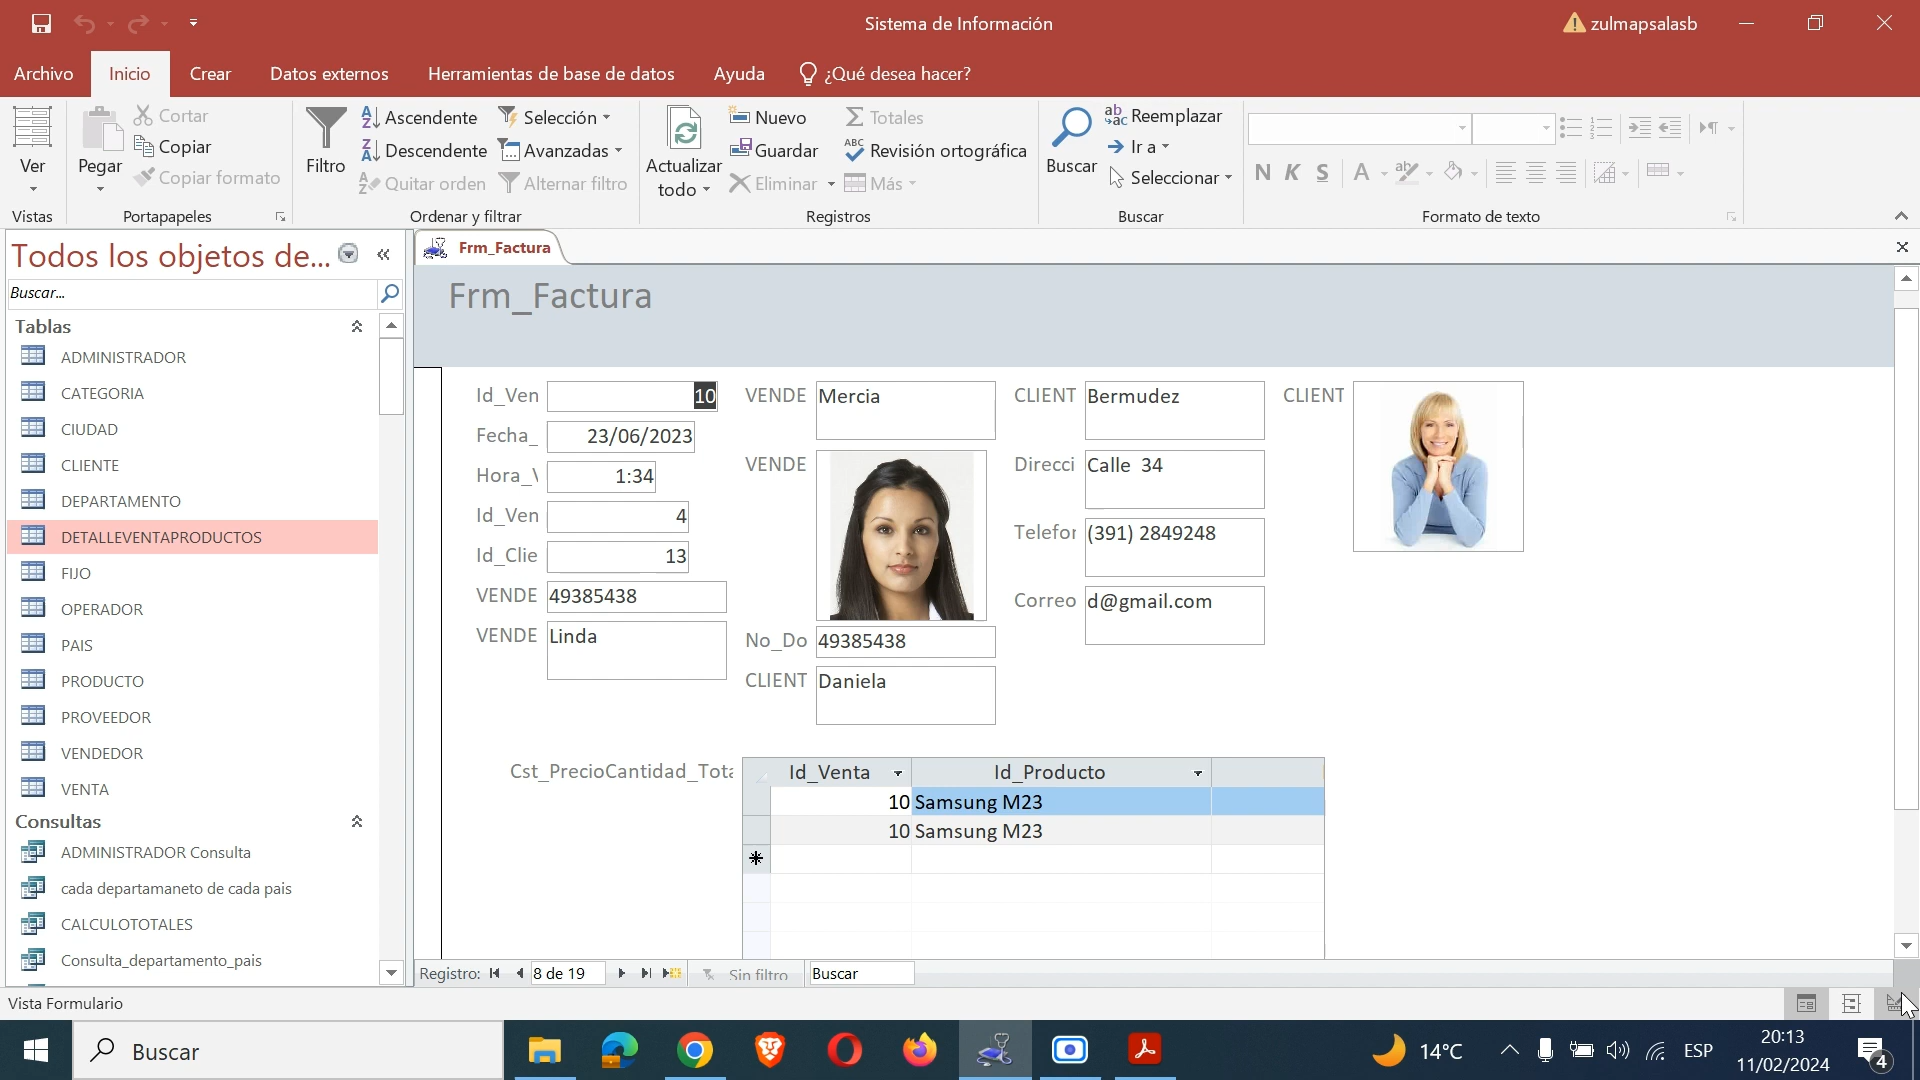 Sistema de Información
zulmapsalasb
Archivo Inicio Crear Datos externos Herramientas de base de datos Ayuda ¿Qué desea hacer?
Ver
Vistas
Pegar
Cortar
Copiar
Copiar formato
Portapapeles
Filtro
Ascendente
Descendente
Quitar orden
Selección
Avanzadas
Alternar filtro
Ordenar y filtrar
Actualizar
todo
Nuevo
Guardar
Eliminar
Totales
Revisión ortográfica
Más
Registros
Buscar
Reemplazar
Ir a
Seleccionar
Buscar
N K S A
Formato de texto
Todos los objetos de...
Buscar...
Tablas
ADMINISTRADOR
CATEGORIA
CIUDAD
CLIENTE
DEPARTAMENTO
DETALLEVENTAPRODUCTOS
FIJO
OPERADOR
PAIS
PRODUCTO
PROVEEDOR
VENDEDOR
VENTA
Consultas
ADMINISTRADOR Consulta
cada departamaneto de cada pais
CALCULOTOTALES
Consulta_departamento_pais
Frm_Factura
Frm_Factura
Id_Ven 10
Fecha_ 23/06/2023
Hora_V 1:34
Id_Ven 4
Id_Clie 13
VENDE 49385438
VENDE Linda
VENDE Mercia
VENDE
No_Do 49385438
CLIENT Daniela
CLIENT Bermudez
Direcci Calle 34
Telefor (391) 2849248
Correo d@gmail.com
CLIENT
Cst_PrecioCantidad_Tota
Id_Venta Id_Producto
10 Samsung M23
10 Samsung M23
Registro: 8 de 19 Sin filtro Buscar
Vista Formulario
Buscar
14°C ESP
20:13
11/02/2024
4